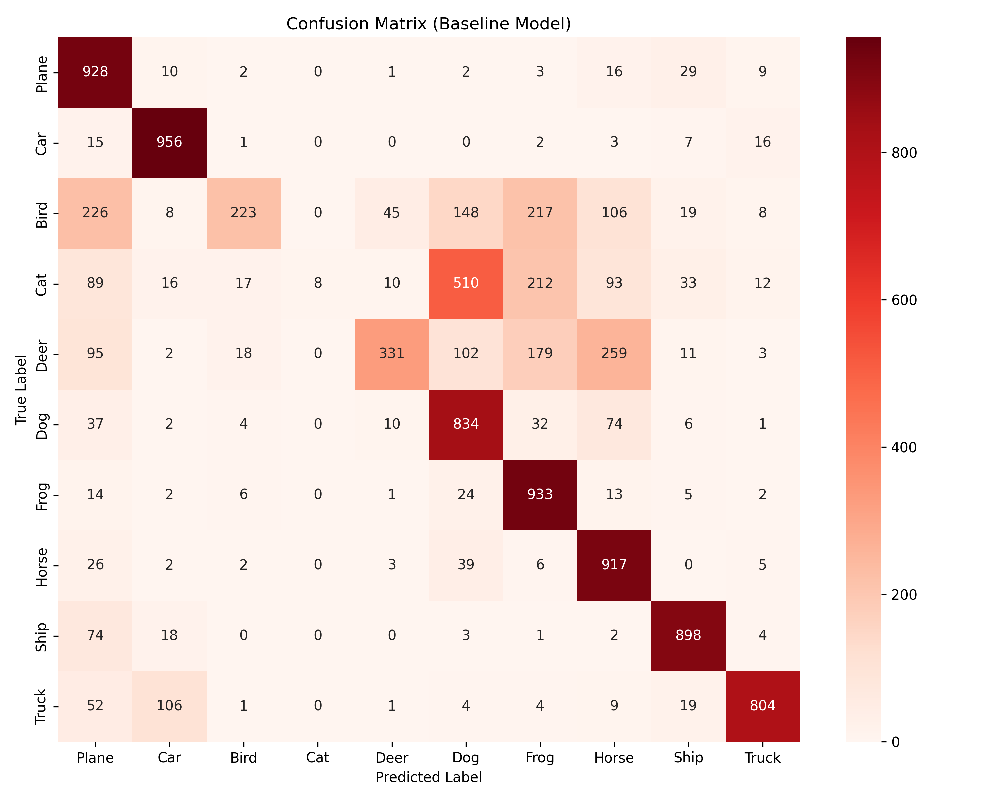 Confusion Matrix (Baseline Model)
Plane 928 10 2 0 1 2 3 16 29 9
Car 15 956 1 0 0 0 2 3 7 16
Bird 226 8 223 0 45 148 217 106 19 8
Cat 89 16 17 8 10 510 212 93 33 12
Deer 95 2 18 0 331 102 179 259 11 3
Dog 37 2 4 0 10 834 32 74 6 1
Frog 14 2 6 0 1 24 933 13 5 2
Horse 26 2 2 0 3 39 6 917 0 5
Ship 74 18 0 0 0 3 1 2 898 4
Truck 52 106 1 0 1 4 4 9 19 804
Plane Car Bird Cat Deer Dog Frog Horse Ship Truck
Predicted Label
True Label
800
600
400
200
0